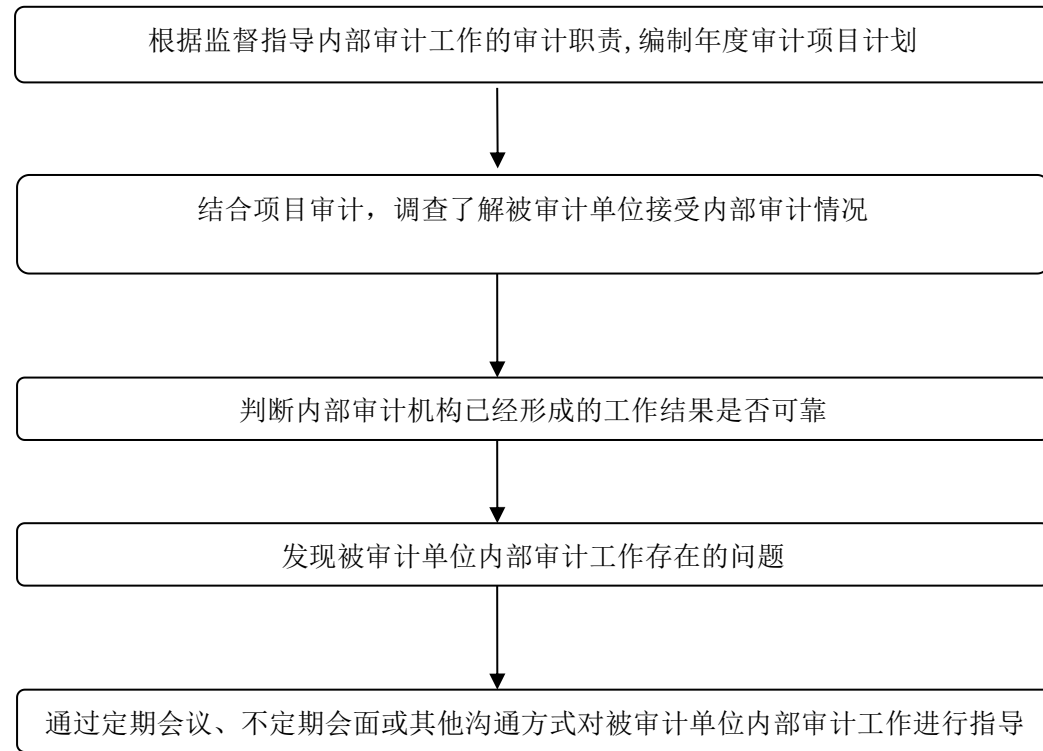 根据监督指导内部审计工作的审计职责,编制年度审计项目计划
结合项目审计，调查了解被审计单位接受内部审计情况
判断内部审计机构已经形成的工作结果是否可靠
发现被审计单位内部审计工作存在的问题
通过定期会议、不定期会面或其他沟通方式对被审计单位内部审计工作进行指导